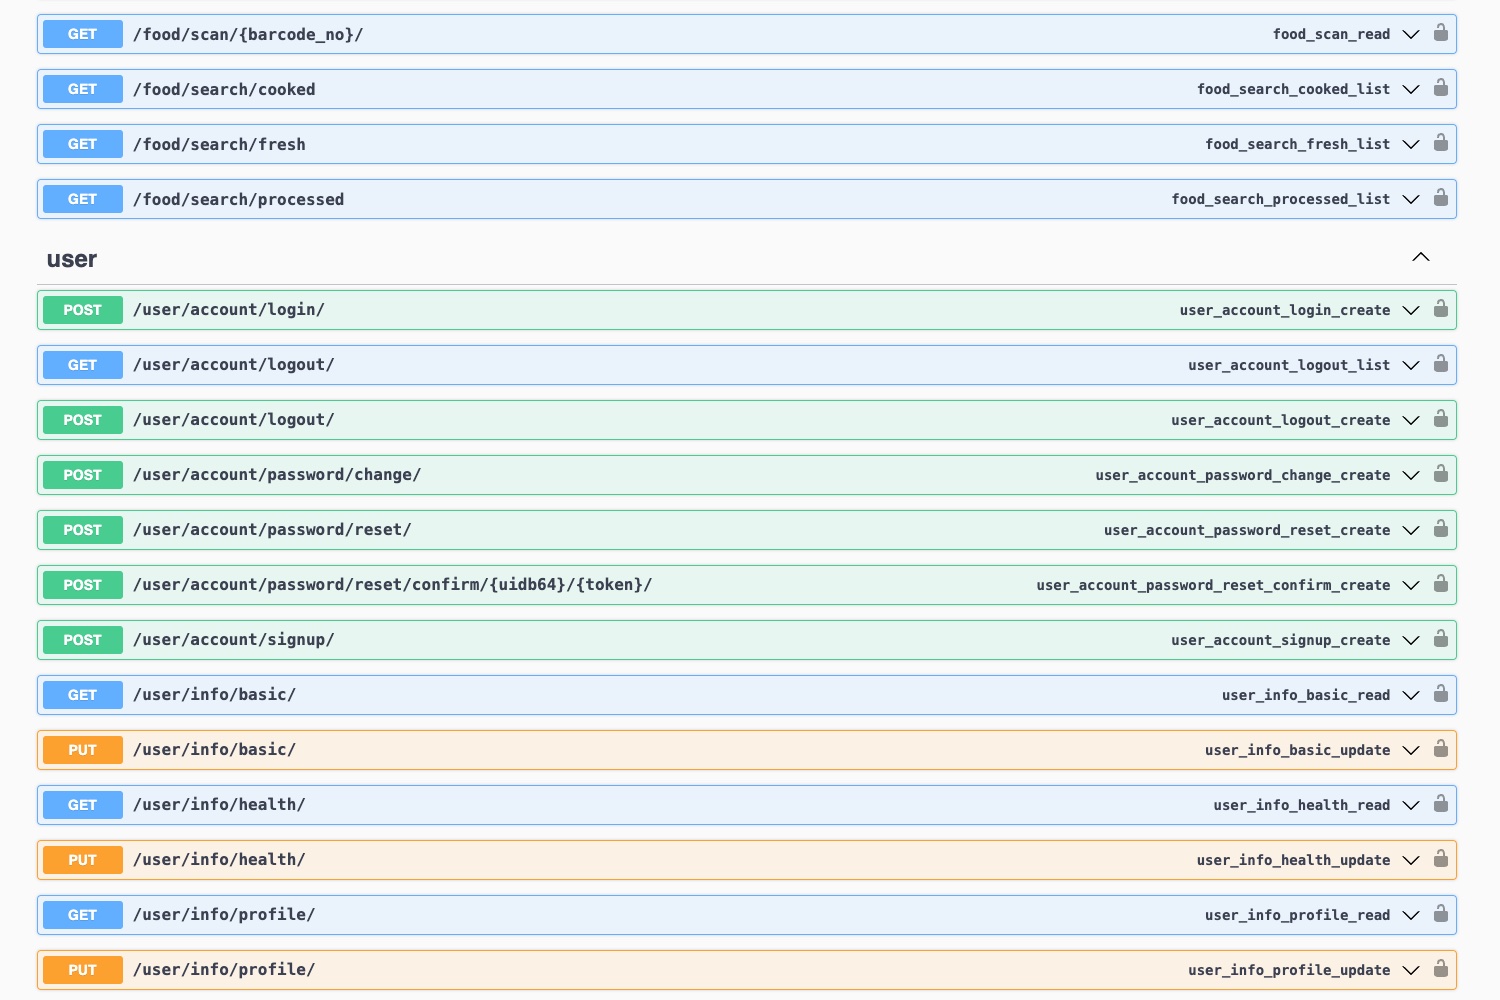 GET /food/scan/{barcode_no}/ food_scan_read
GET /food/search/cooked food_search_cooked_list
GET /food/search/fresh food_search_fresh_list
GET /food/search/processed food_search_processed_list
user
POST /user/account/login/ user_account_login_create
GET /user/account/logout/ user_account_logout_list
POST /user/account/logout/ user_account_logout_create
POST /user/account/password/change/ user_account_password_change_create
POST /user/account/password/reset/ user_account_password_reset_create
POST /user/account/password/reset/confirm/{uidb64}/{token}/ user_account_password_reset_confirm_create
POST /user/account/signup/ user_account_signup_create
GET /user/info/basic/ user_info_basic_read
PUT /user/info/basic/ user_info_basic_update
GET /user/info/health/ user_info_health_read
PUT /user/info/health/ user_info_health_update
GET /user/info/profile/ user_info_profile_read
PUT /user/info/profile/ user_info_profile_update